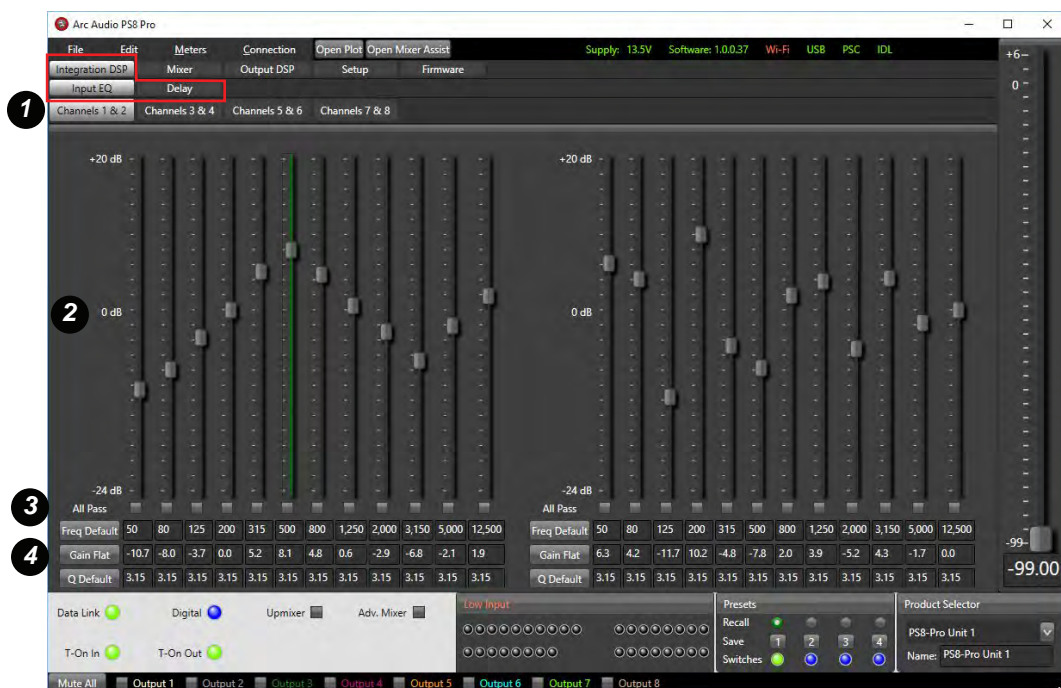 Arc Audio PS8 Pro
File Edit Meters Connection Open Plot Open Mixer Assist Supply: 13.5V Software: 1.0.0.37 Wi-Fi USB PSC IDL
Integration DSP Mixer Output DSP Setup Firmware
Input EQ Delay
1 Channels 1 & 2 Channels 3 & 4 Channels 5 & 6 Channels 7 & 8
+6
0
+20 dB +20 dB
2 0 dB 0 dB
-24 dB -24 dB
3 All Pass All Pass
Freq Default 50 80 125 200 315 500 800 1,250 2,000 3,150 5,000 12,500 Freq Default 50 80 125 200 315 500 800 1,250 2,000 3,150 5,000 12,500
4 Gain Flat -10.7 -8.0 -3.7 0.0 5.2 8.1 4.8 0.6 -2.9 -6.8 -2.1 1.9 Gain Flat 6.3 4.2 -11.7 10.2 -4.8 -7.8 2.0 3.9 -5.2 4.3 -1.7 0.0
-99
Q Default 3.15 3.15 3.15 3.15 3.15 3.15 3.15 3.15 3.15 3.15 3.15 3.15 Q Default 3.15 3.15 3.15 3.15 3.15 3.15 3.15 3.15 3.15 3.15 3.15 3.15
-99.00
Data Link Digital Upmixer Adv. Mixer
T-On In T-On Out
Low Input
Presets
Recall
Save 1 2 3 4
Switches
Product Selector
PS8-Pro Unit 1
Name: PS8-Pro Unit 1
Mute All Output 1 Output 2 Output 3 Output 4 Output 5 Output 6 Output 7 Output 8